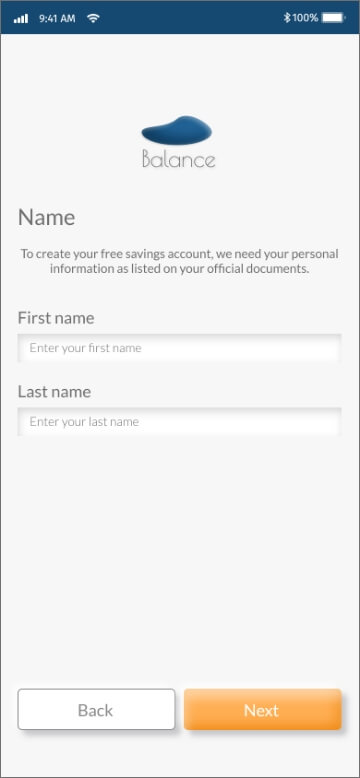 9:41 AM 100%
Balance
Name
To create your free savings account, we need your personal
information as listed on your official documents.
First name
Enter your first name
Last name
Enter your last name
Back Next